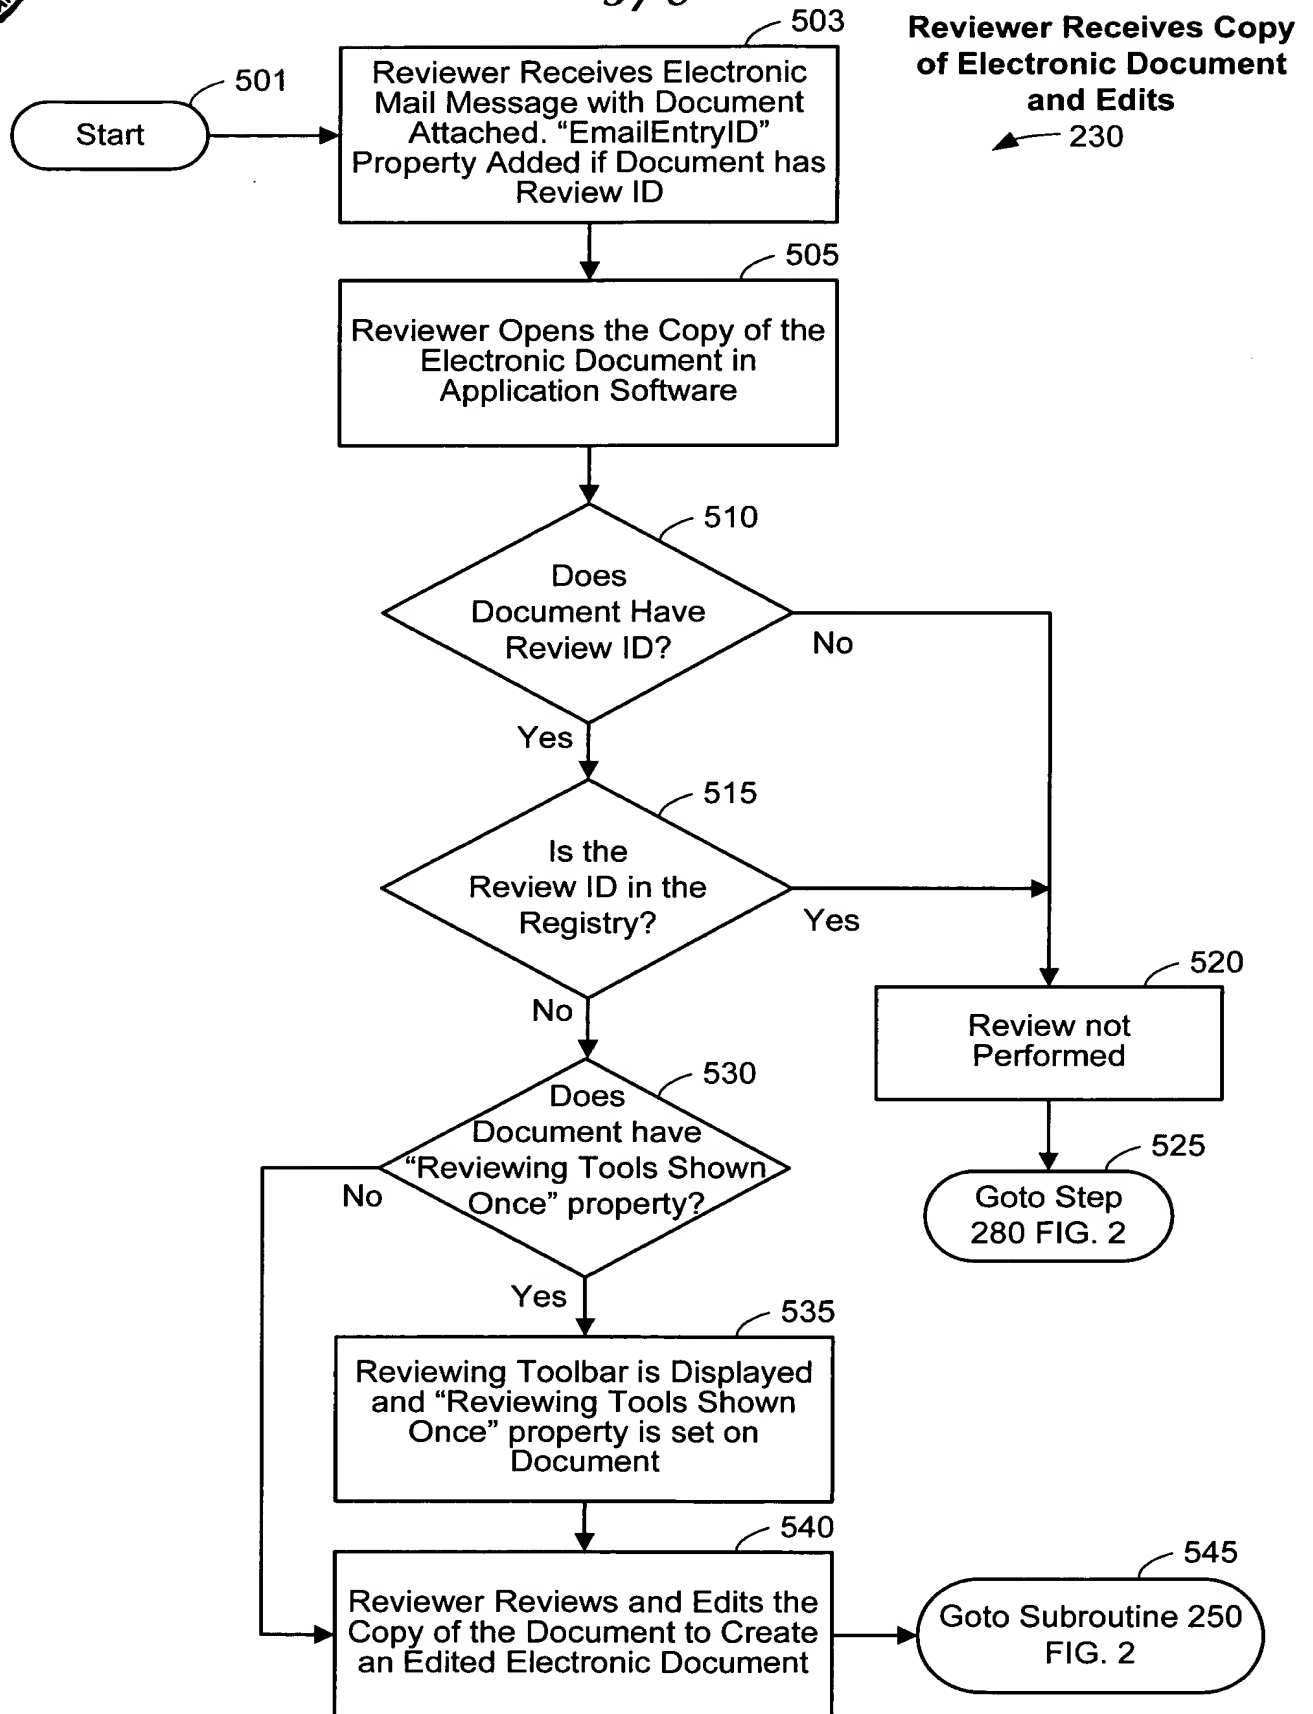 503
Reviewer Receives Copy
of Electronic Document
and Edits
230
501
Start
Reviewer Receives Electronic
Mail Message with Document
Attached. “EmailEntryID”
Property Added if Document has
Review ID
505
Reviewer Opens the Copy of the
Electronic Document in
Application Software
510
Does
Document Have
Review ID?
No
Yes
515
Is the
Review ID in the
Registry?
Yes
No
520
Review not
Performed
525
Goto Step
280 FIG. 2
530
Does
Document have
“Reviewing Tools Shown
Once” property?
No
Yes
535
Reviewing Toolbar is Displayed
and “Reviewing Tools Shown
Once” property is set on
Document
540
Reviewer Reviews and Edits the
Copy of the Document to Create
an Edited Electronic Document
545
Goto Subroutine 250
FIG. 2